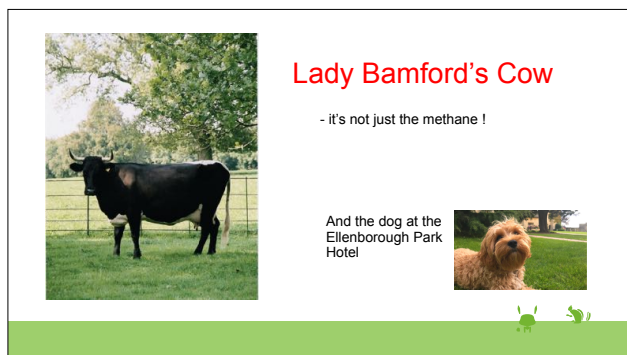 Lady Bamford’s Cow
- it’s not just the methane !
And the dog at the
Ellenborough Park
Hotel